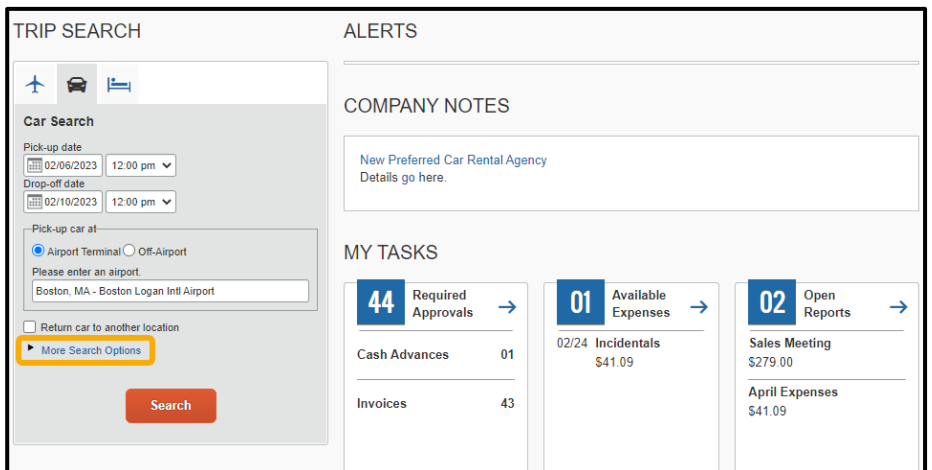 TRIP SEARCH
Car Search
Pick-up date
02/06/2023 12:00 pm
Drop-off date
02/10/2023 12:00 pm
Pick-up car at
Airport Terminal Off-Airport
Please enter an airport.
Boston, MA - Boston Logan Intl Airport
Return car to another location
More Search Options
Search
ALERTS
COMPANY NOTES
New Preferred Car Rental Agency
Details go here.
MY TASKS
44 Required
Approvals
Cash Advances 01
Invoices 43
01 Available
Expenses
02/24 Incidentals
$41.09
02 Open
Reports
Sales Meeting
$279.00
April Expenses
$41.09